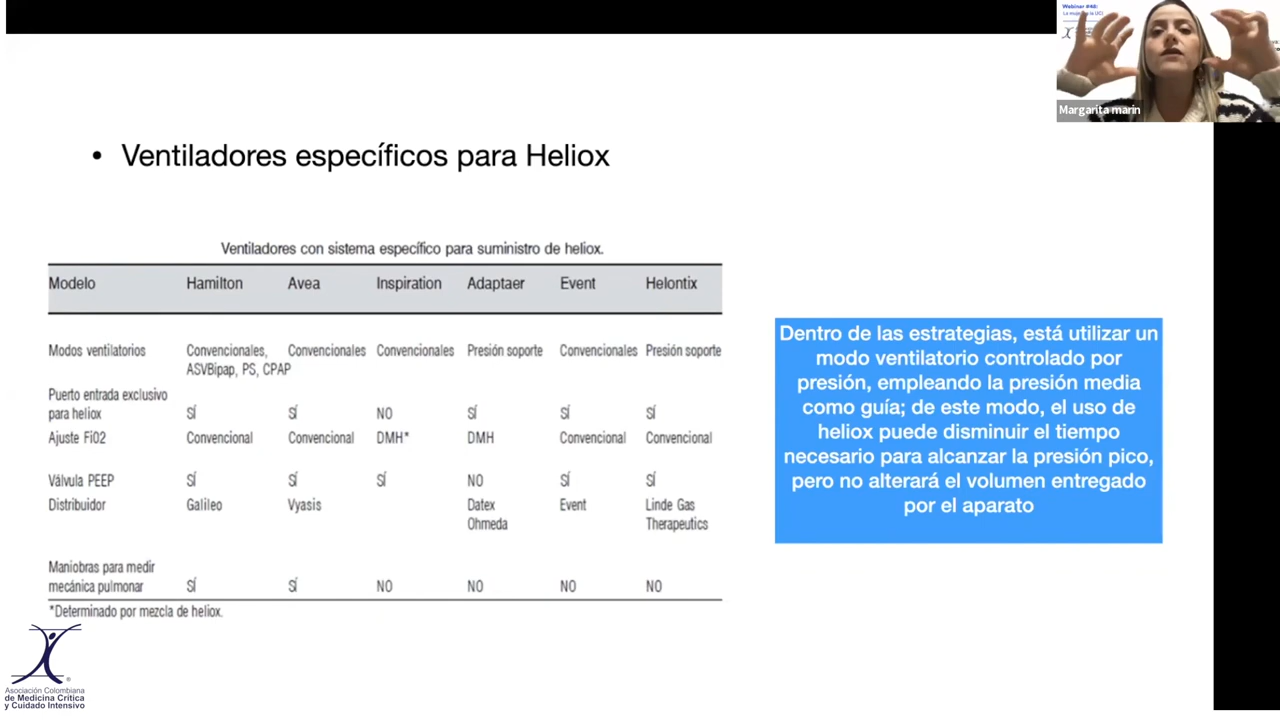 Webinar #48:
Margarita marin
• Ventiladores específicos para Heliox
Ventiladores con sistema específico para suministro de heliox.
Modelo Hamilton Avea Inspiration Adaptaer Event Helontix
Modos ventilatorios Convencionales, Convencionales Convencionales Presión soporte Convencionales Presión soporte
ASVBipap, PS, CPAP
Puerto entrada exclusivo
para heliox SÍ SÍ NO SÍ SÍ SÍ
Ajuste Fi02 Convencional Convencional DMH* DMH Convencional Convencional
Válvula PEEP SÍ SÍ SÍ NO SÍ SÍ
Distribuidor Galileo Vyasis Datex Event Linde Gas
Ohmeda Therapeutics
Maniobras para medir
mecánica pulmonar SÍ SÍ NO NO NO NO
*Determinado por mezcla de heliox.
Dentro de las estrategias, está utilizar un
modo ventilatorio controlado por
presión, empleando la presión media
como guía; de este modo, el uso de
heliox puede disminuir el tiempo
necesario para alcanzar la presión pico,
pero no alterará el volumen entregado
por el aparato
Asociación Colombiana
de Medicina Crítica
y Cuidado Intensivo